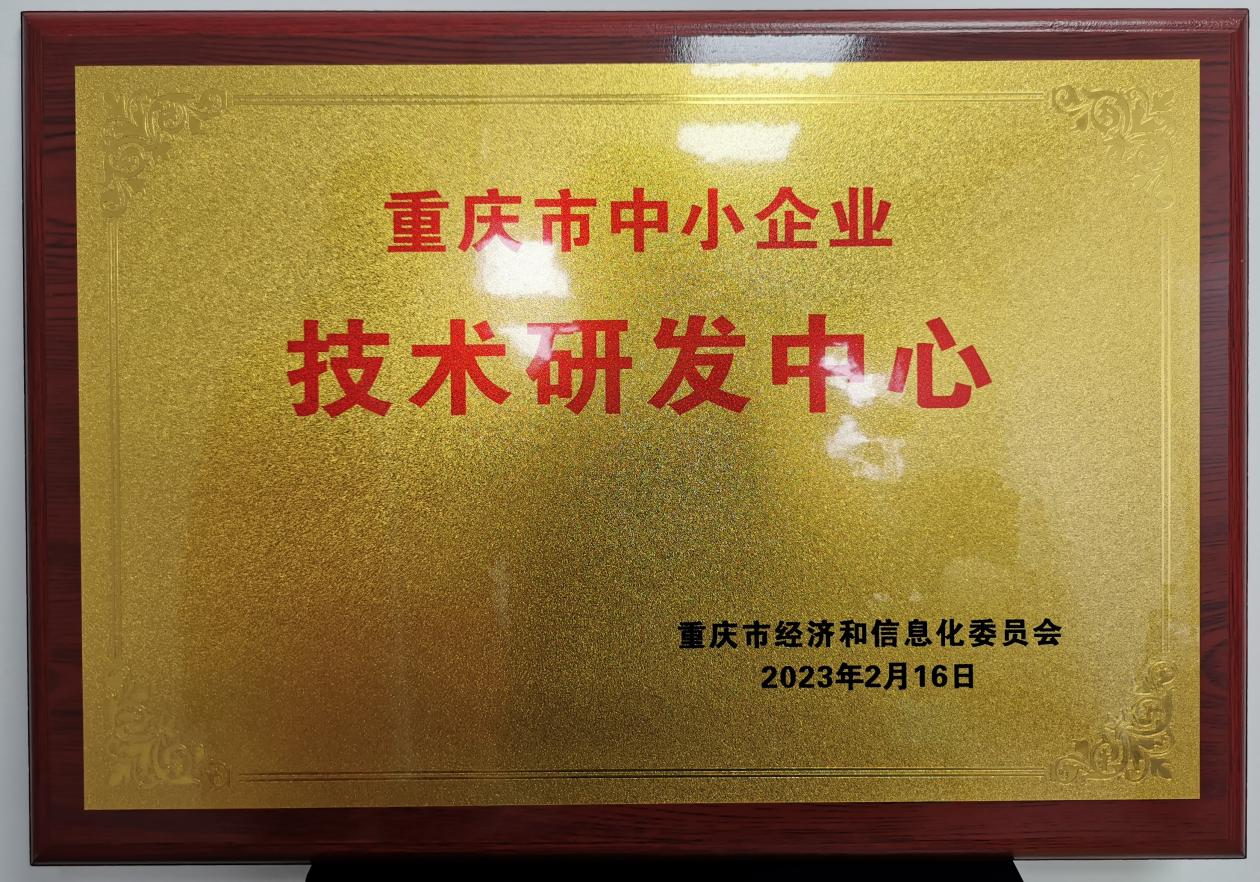 重庆市中小企业
技术研发中心
重庆市经济和信息化委员会
2023年2月16日